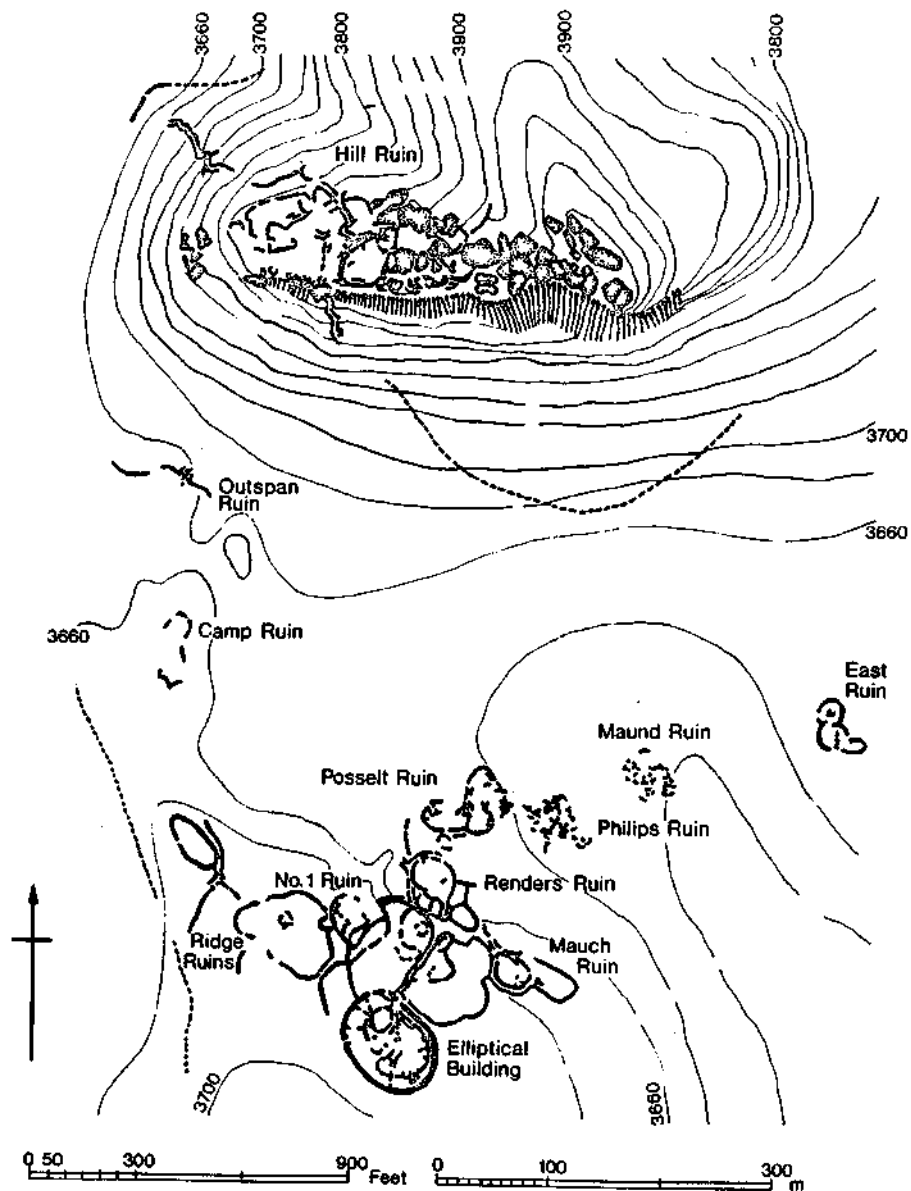 3660
3700
3800
3900
3900
3800
Hill Ruin
3700
Outspan
Ruin
3660
3660
Camp Ruin
East
Ruin
Maund Ruin
Posselt Ruin
Philips Ruin
No.1 Ruin
Renders Ruin
Ridge
Ruins
Mauch
Ruin
Elliptical
Building
3700
3660
0 50 300 900 Feet
0 100 300 m